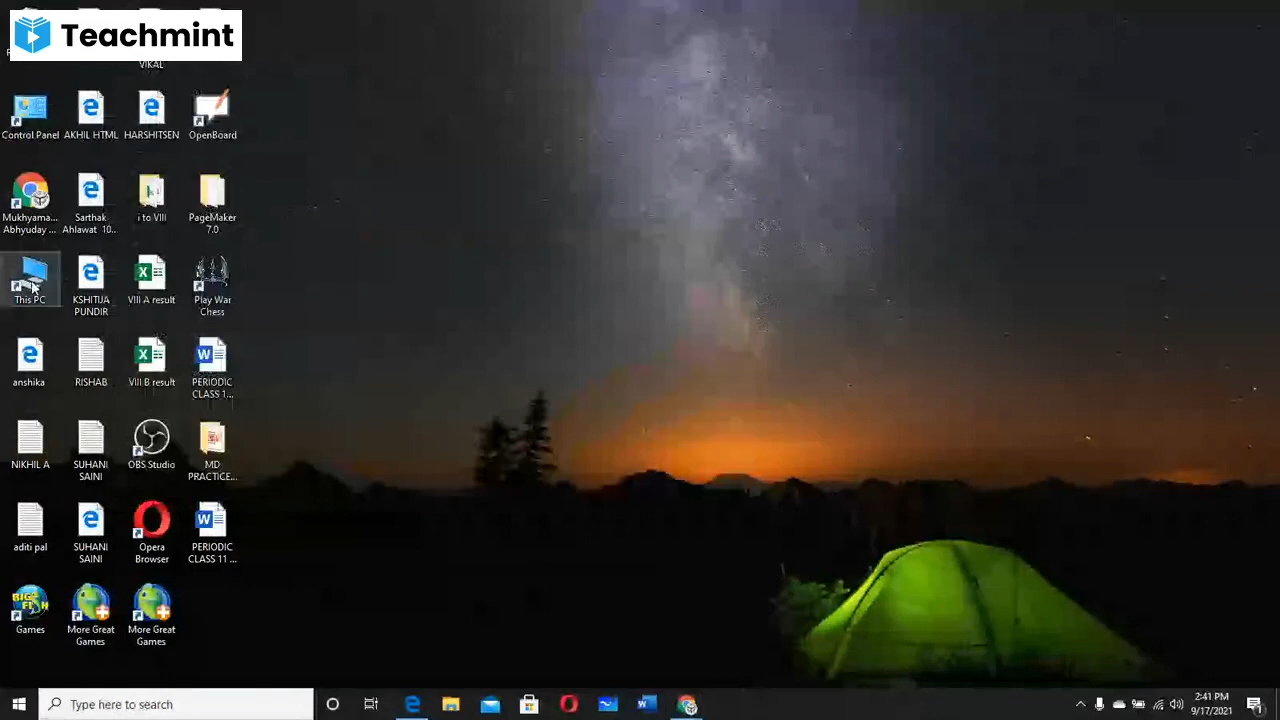 Teachmint
VIKAL
Control Panel
AKHIL HTML
HARSHITSEN
OpenBoard
Mukhyama...
Abhyuday ...
Sarthak
Ahlawat 10...
i to VIII
PageMaker
7.0
This PC
KSHITIJA
PUNDIR
VIII A result
Play War
Chess
anshika
RISHAB
VIII B result
PERIODIC
CLASS 1...
NIKHIL A
SUHANI
SAINI
OBS Studio
MD
PRACTICE...
aditi pal
SUHANI
SAINI
Opera
Browser
PERIODIC
CLASS 11 ...
Games
More Great
Games
More Great
Games
Type here to search
2:41 PM
9/17/2021